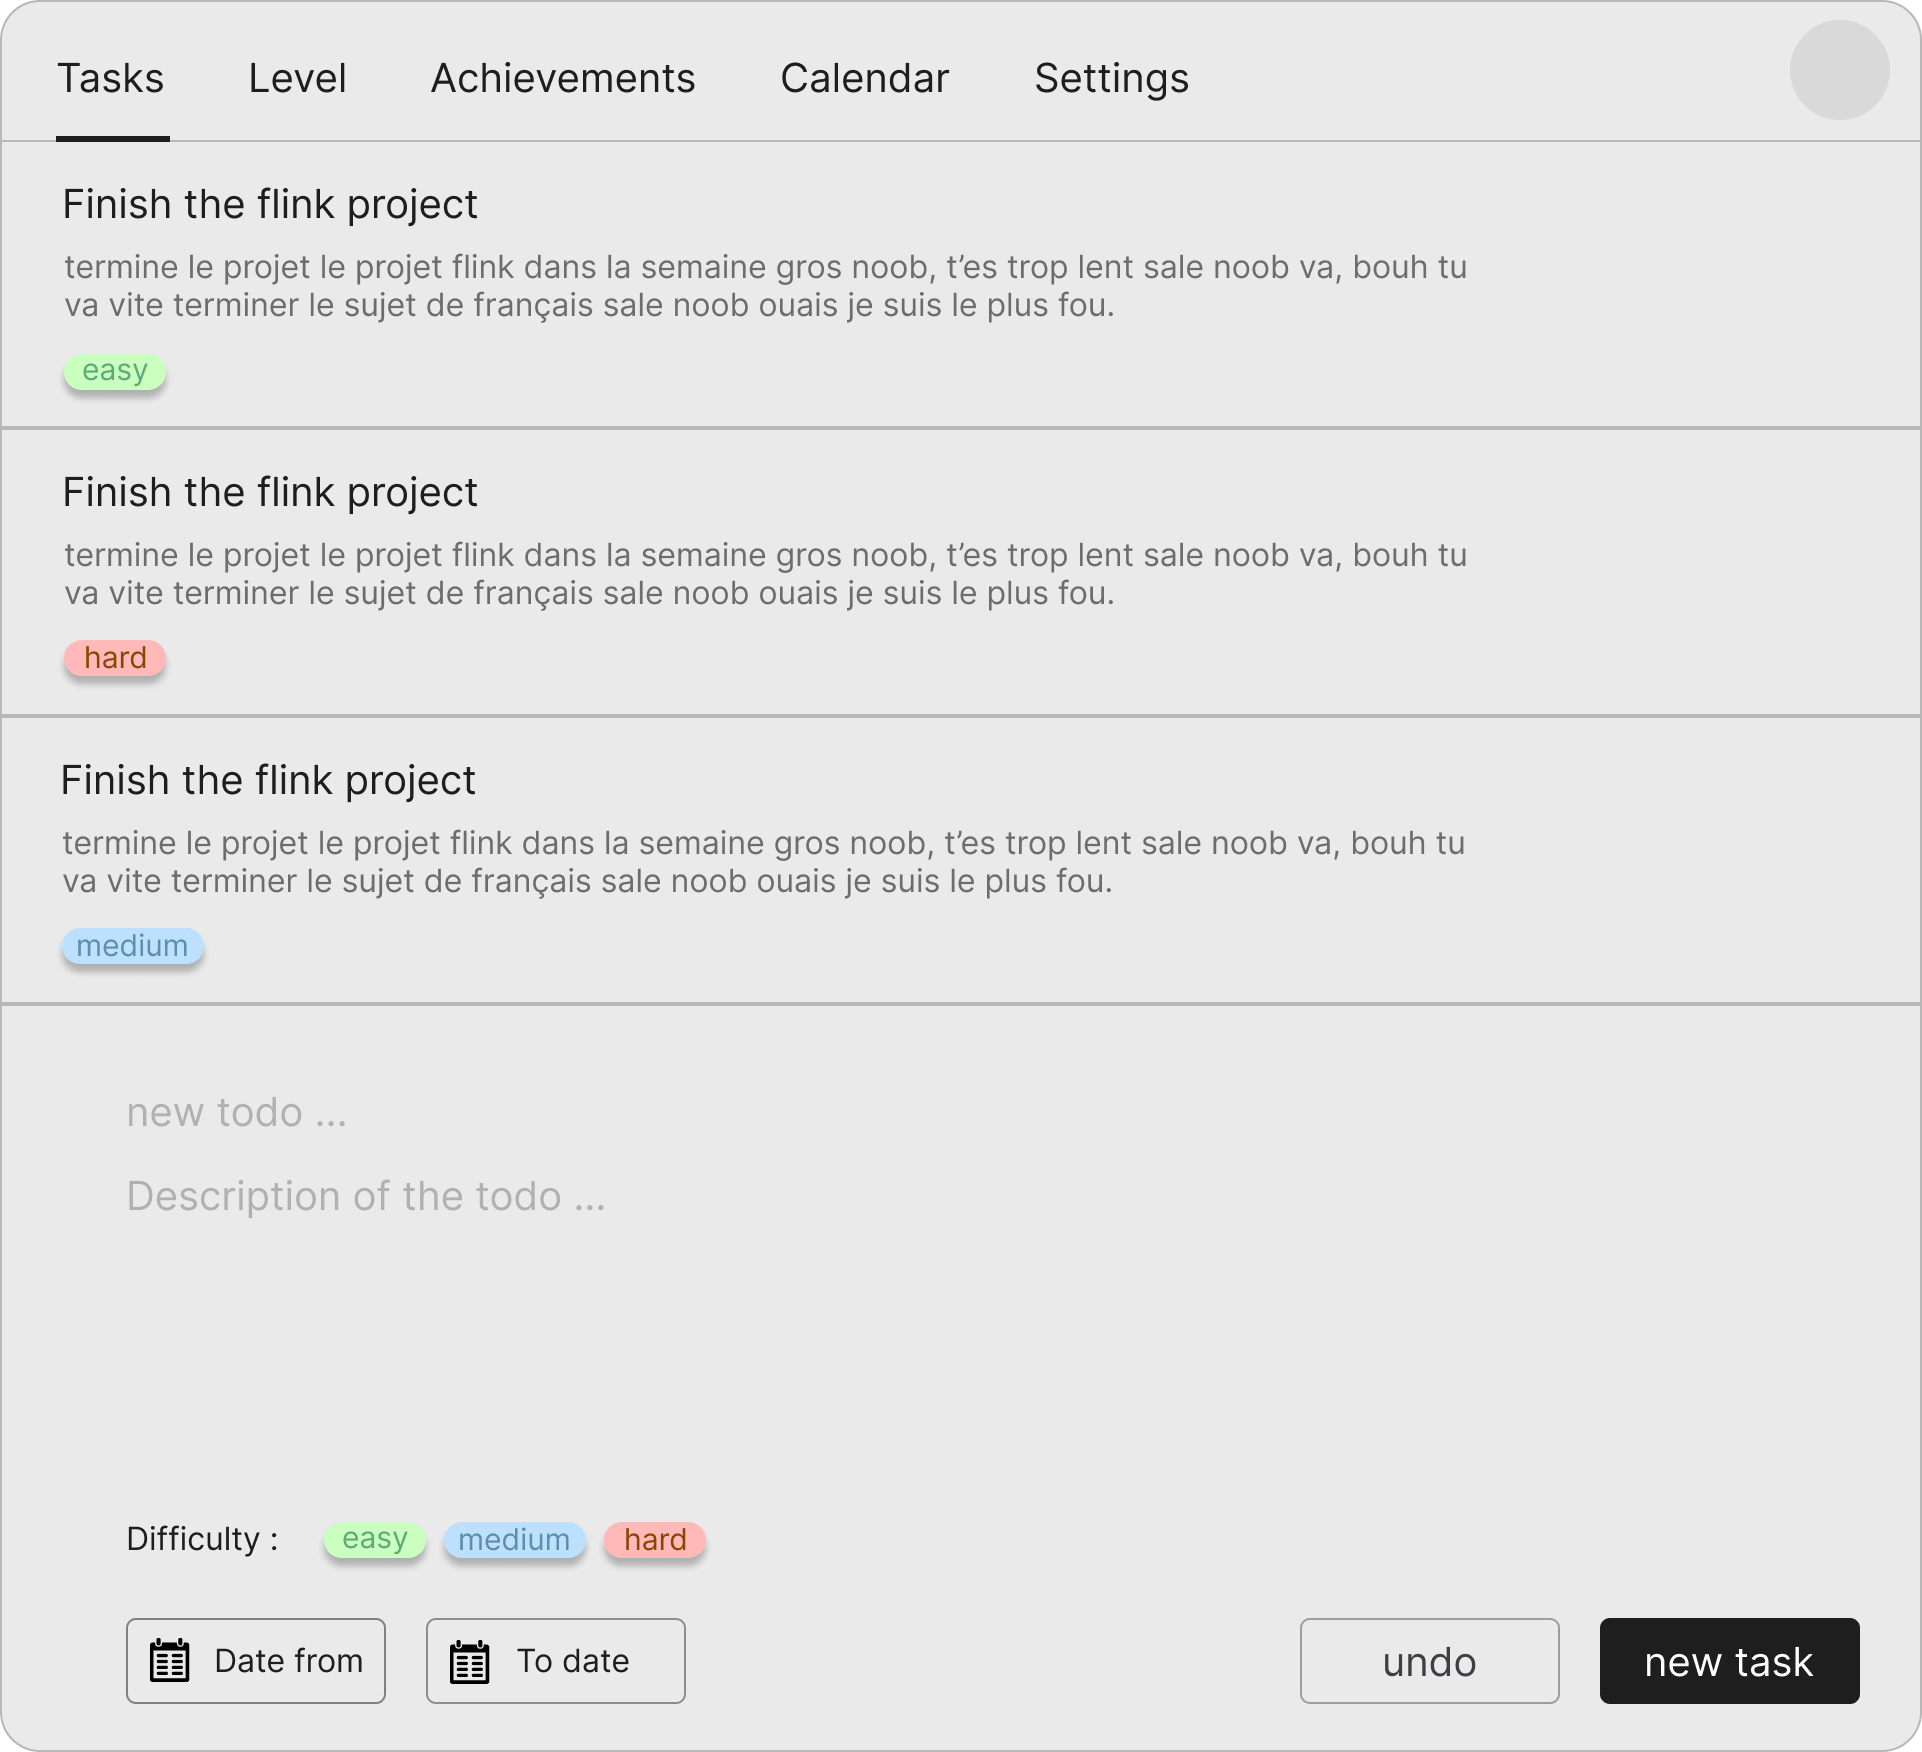 Tasks Level Achievements Calendar Settings
Finish the flink project
termine le projet le projet flink dans la semaine gros noob, t’es trop lent sale noob va, bouh tu
va vite terminer le sujet de français sale noob ouais je suis le plus fou.
easy
Finish the flink project
termine le projet le projet flink dans la semaine gros noob, t’es trop lent sale noob va, bouh tu
va vite terminer le sujet de français sale noob ouais je suis le plus fou.
hard
Finish the flink project
termine le projet le projet flink dans la semaine gros noob, t’es trop lent sale noob va, bouh tu
va vite terminer le sujet de français sale noob ouais je suis le plus fou.
medium
new todo ...
Description of the todo ...
Difficulty : easy medium hard
Date from To date undo new task